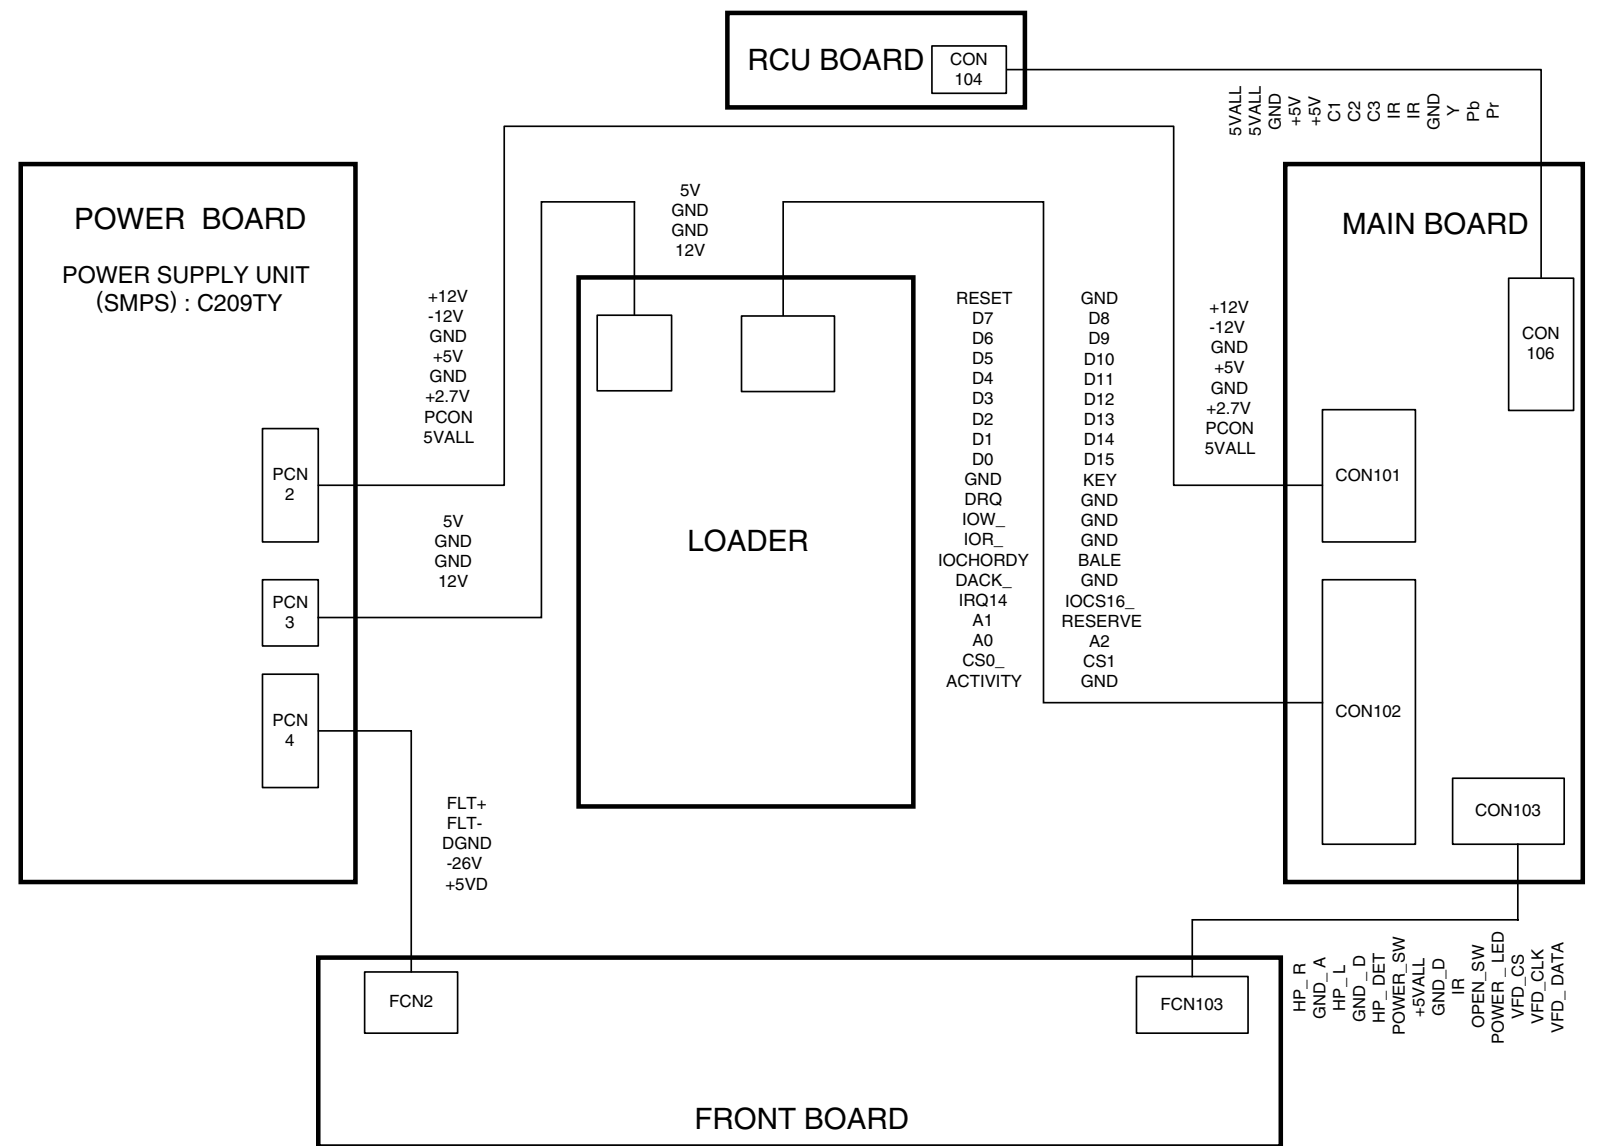 RCU BOARD
CON
104
5VALL
5VALL
GND
+5V
+5V
C1
C2
C3
IR
IR
GND
Y
Pb
Pr
POWER BOARD
POWER SUPPLY UNIT
(SMPS) : C209TY
+12V
-12V
GND
+5V
GND
+2.7V
PCON
5VALL
PCN
2
5V
GND
GND
12V
PCN
3
PCN
4
FLT+
FLT-
DGND
-26V
+5VD
5V
GND
GND
12V
LOADER
RESET GND
D7 D8
D6 D9
D5 D10
D4 D11
D3 D12
D2 D13
D1 D14
D0 D15
GND KEY
DRQ GND
IOW_ GND
IOR_ GND
IOCHORDY BALE
DACK_ GND
IRQ14 IOCS16_
A1 RESERVE
A0 A2
CS0_ CS1
ACTIVITY GND
+12V
-12V
GND
+5V
GND
+2.7V
PCON
5VALL
MAIN BOARD
CON
106
CON101
CON102
CON103
FCN2
FCN103
HP_R
GND_A
HP_L
GND_D
HP_DET
POWER_SW
+5VALL
GND_D
IR
OPEN_SW
POWER_LED
VFD_CS
VFD_CLK
VFD_DATA
FRONT BOARD